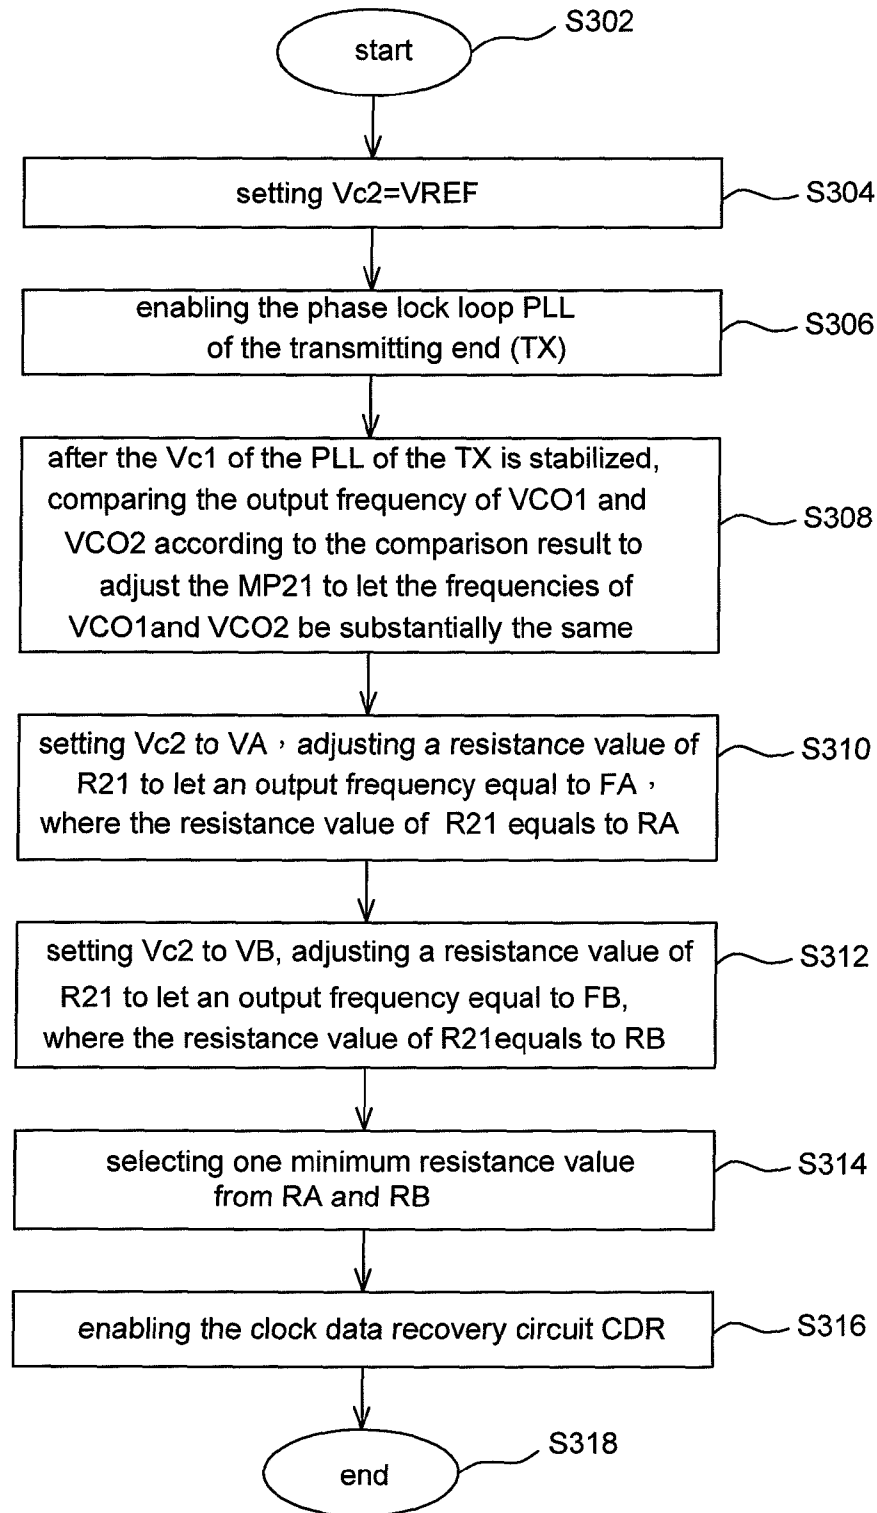 start
S302
setting Vc2=VREF
S304
enabling the phase lock loop PLL
of the transmitting end (TX)
S306
after the Vc1 of the PLL of the TX is stabilized,
comparing the output frequency of VCO1 and
VCO2 according to the comparison result to
adjust the MP21 to let the frequencies of
VCO1and VCO2 be substantially the same
S308
setting Vc2 to VA,adjusting a resistance value of
R21 to let an output frequency equal to FA,
where the resistance value of R21 equals to RA
S310
setting Vc2 to VB, adjusting a resistance value of
R21 to let an output frequency equal to FB,
where the resistance value of R21equals to RB
S312
selecting one minimum resistance value
from RA and RB
S314
enabling the clock data recovery circuit CDR
S316
end
S318